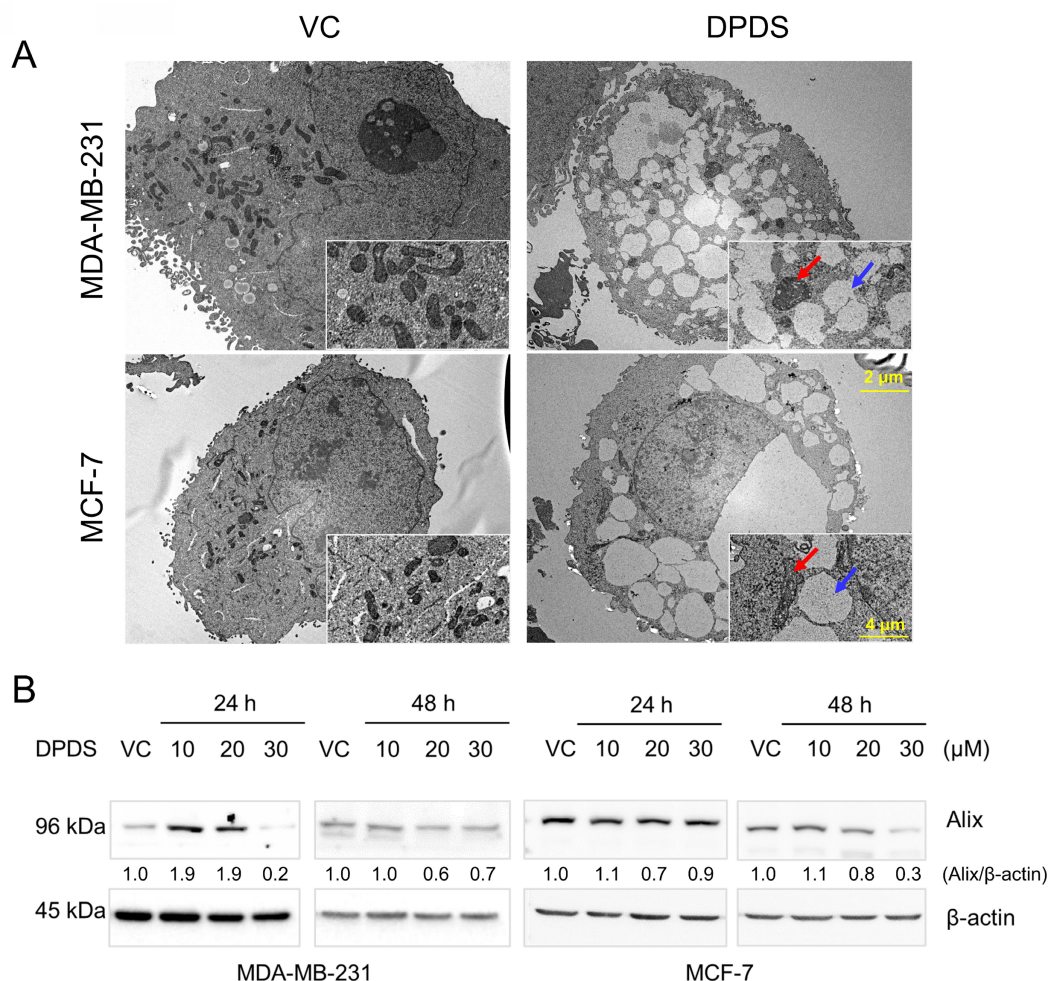 VC DPDS
A
MDA-MB-231
2 µm
MCF-7
4 µm
B
24 h 48 h 24 h 48 h
DPDS VC 10 20 30 VC 10 20 30 VC 10 20 30 VC 10 20 30 (µM)
96 kDa Alix
1.0 1.9 1.9 0.2 1.0 1.0 0.6 0.7 1.0 1.1 0.7 0.9 1.0 1.1 0.8 0.3 (Alix/β-actin)
45 kDa β-actin
MDA-MB-231 MCF-7